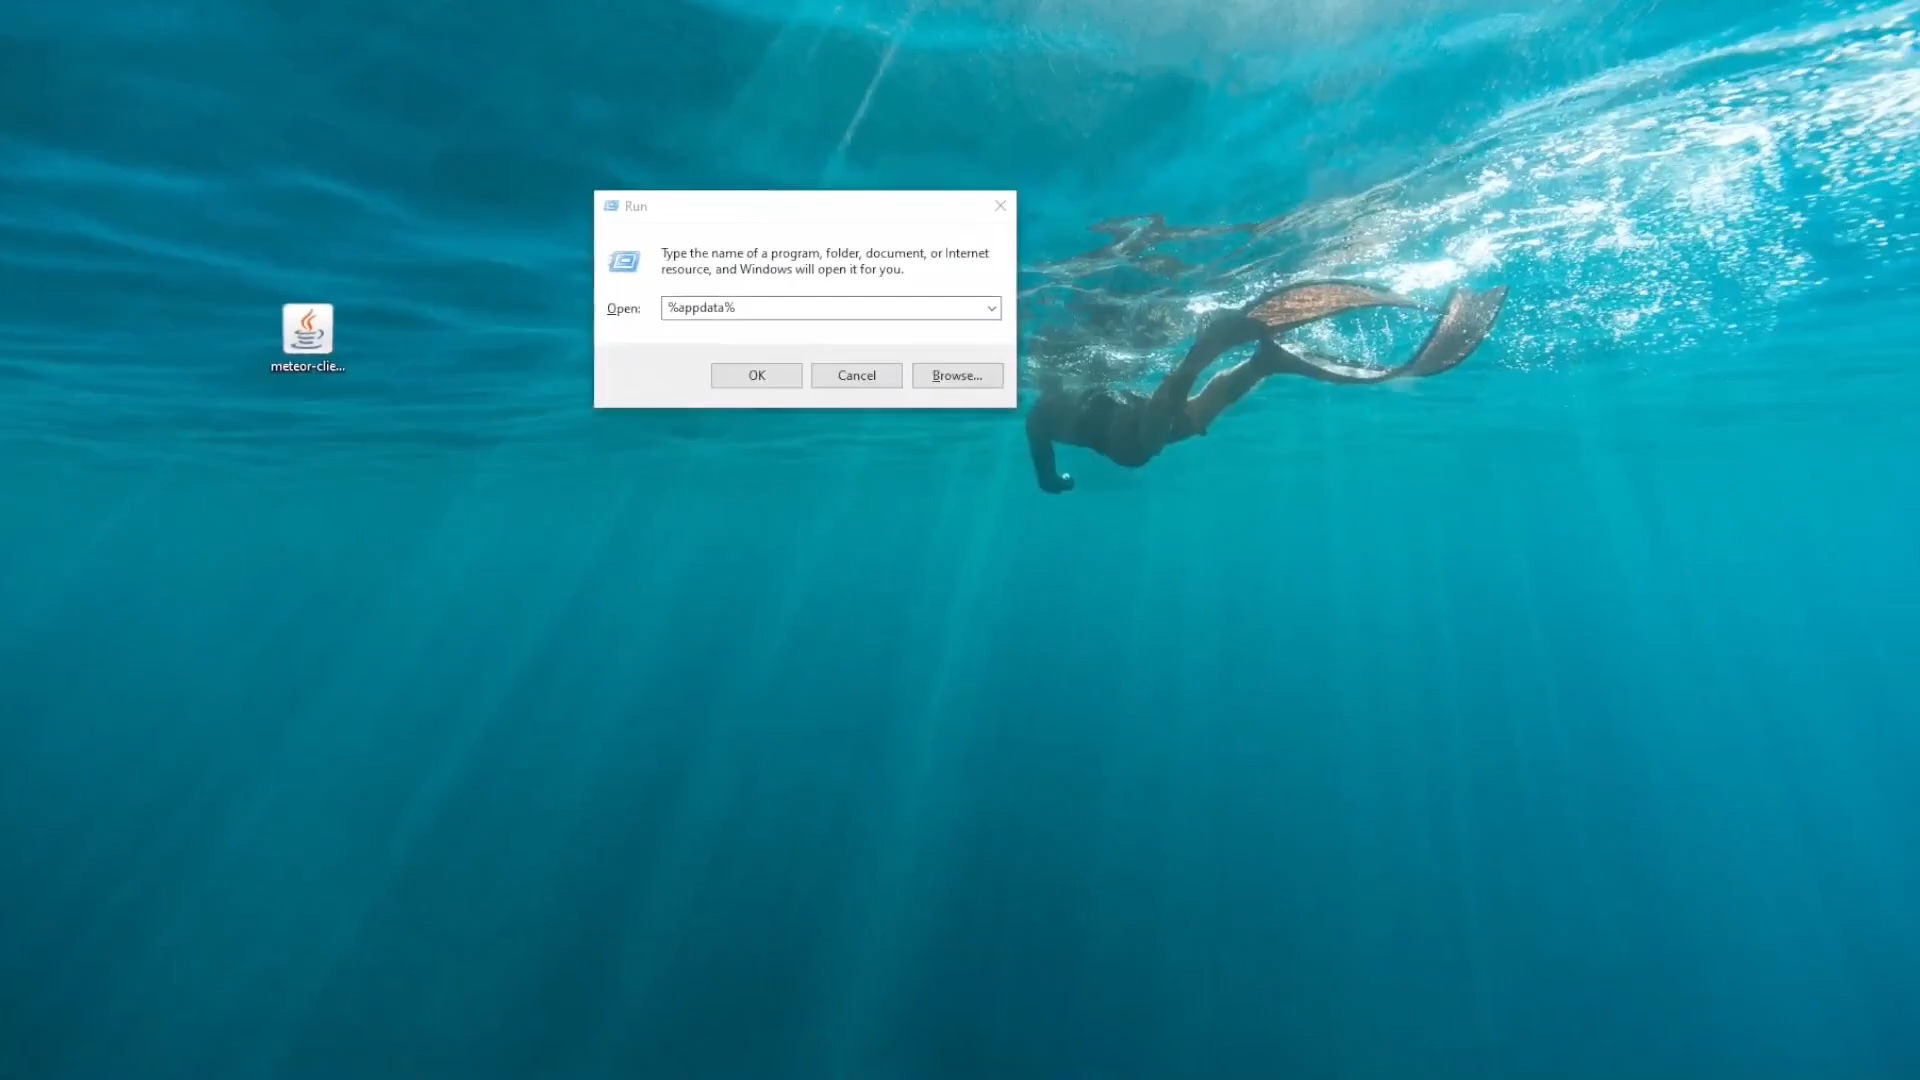 Run
Type the name of a program, folder, document, or Internet
resource, and Windows will open it for you.
Open: %appdata%
OK Cancel Browse...
meteor-clie...